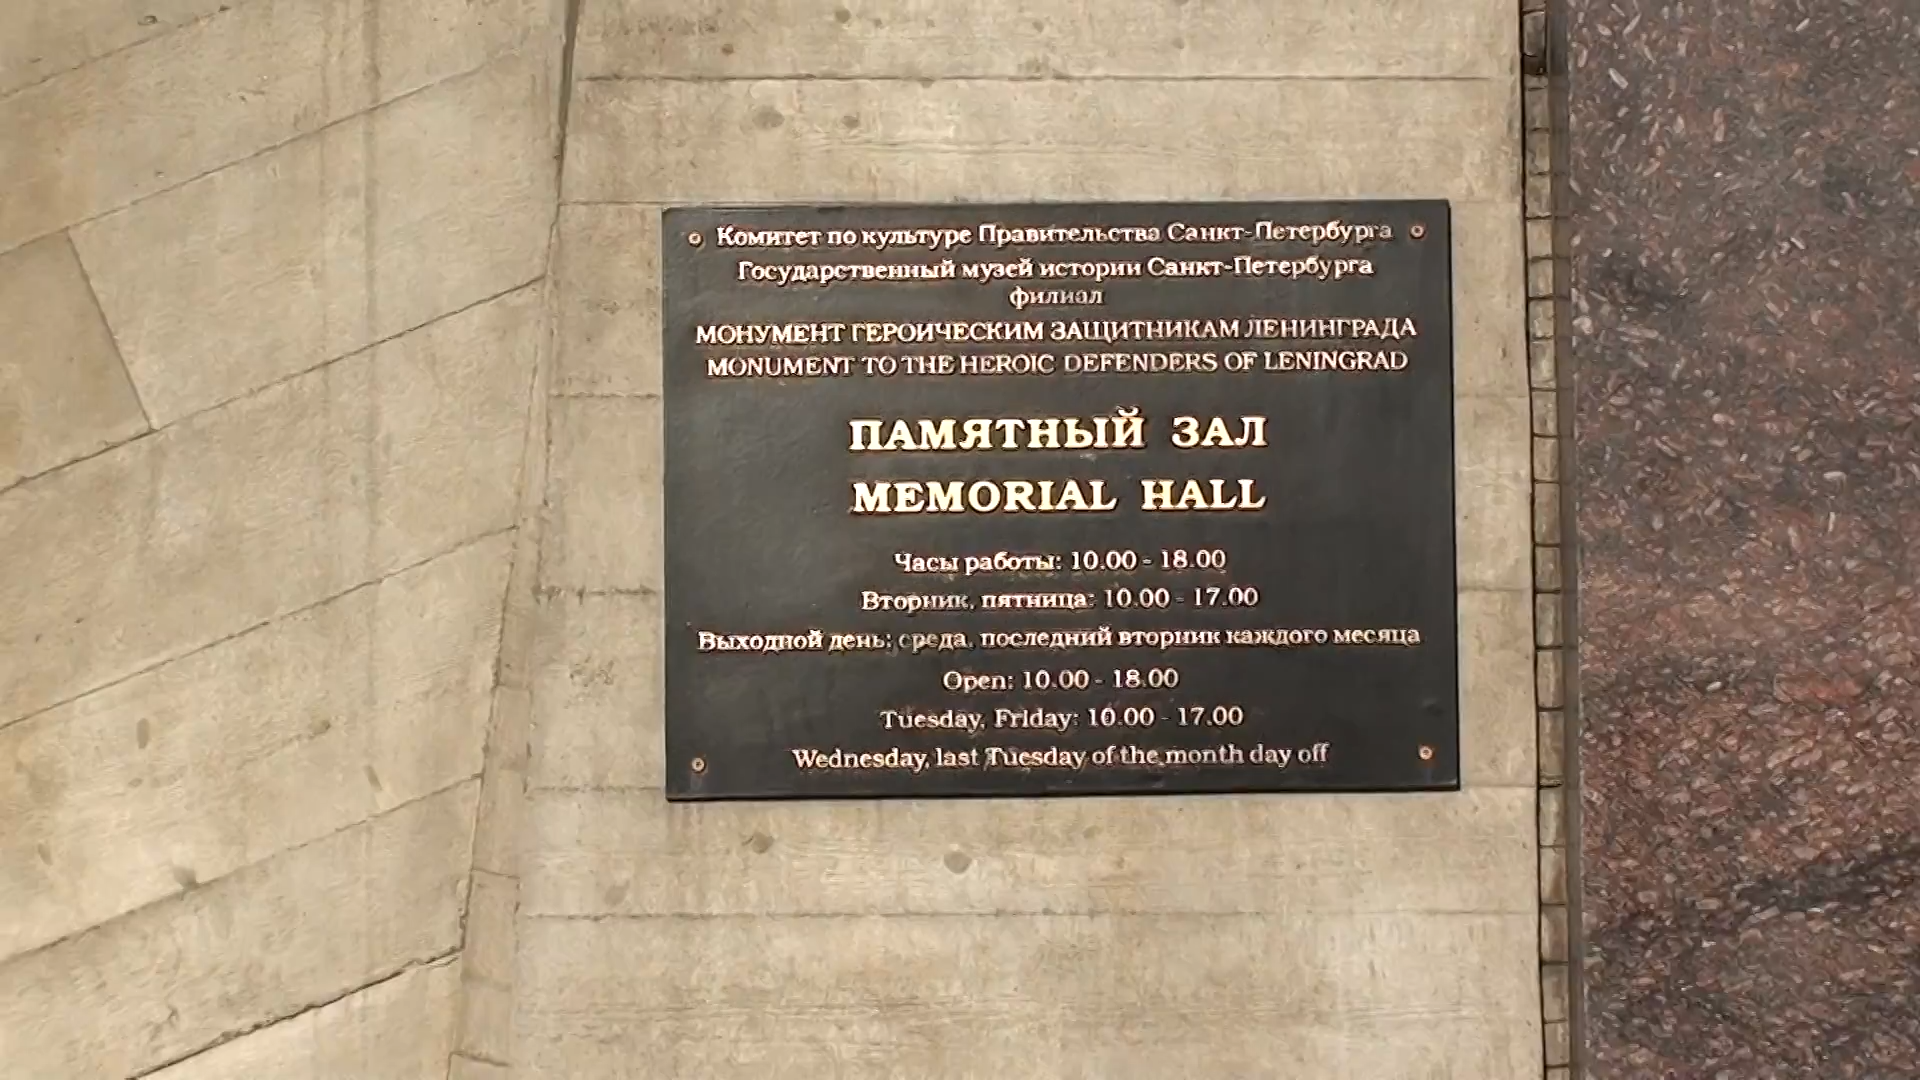 Комитет по культуре Правительства Санкт-Петербурга
Государственный музей истории Санкт-Петербурга
филиал
МОНУМЕНТ ГЕРОИЧЕСКИМ ЗАЩИТНИКАМ ЛЕНИНГРАДА
MONUMENT TO THE HEROIC DEFENDERS OF LENINGRAD
ПАМЯТНЫЙ ЗАЛ
MEMORIAL HALL
Часы работы: 10.00 - 18.00
Вторник, пятница: 10.00 - 17.00
Выходной день: среда, последний вторник каждого месяца
Open: 10.00 - 18.00
Tuesday, Friday: 10.00 - 17.00
Wednesday, last Tuesday of the month day off